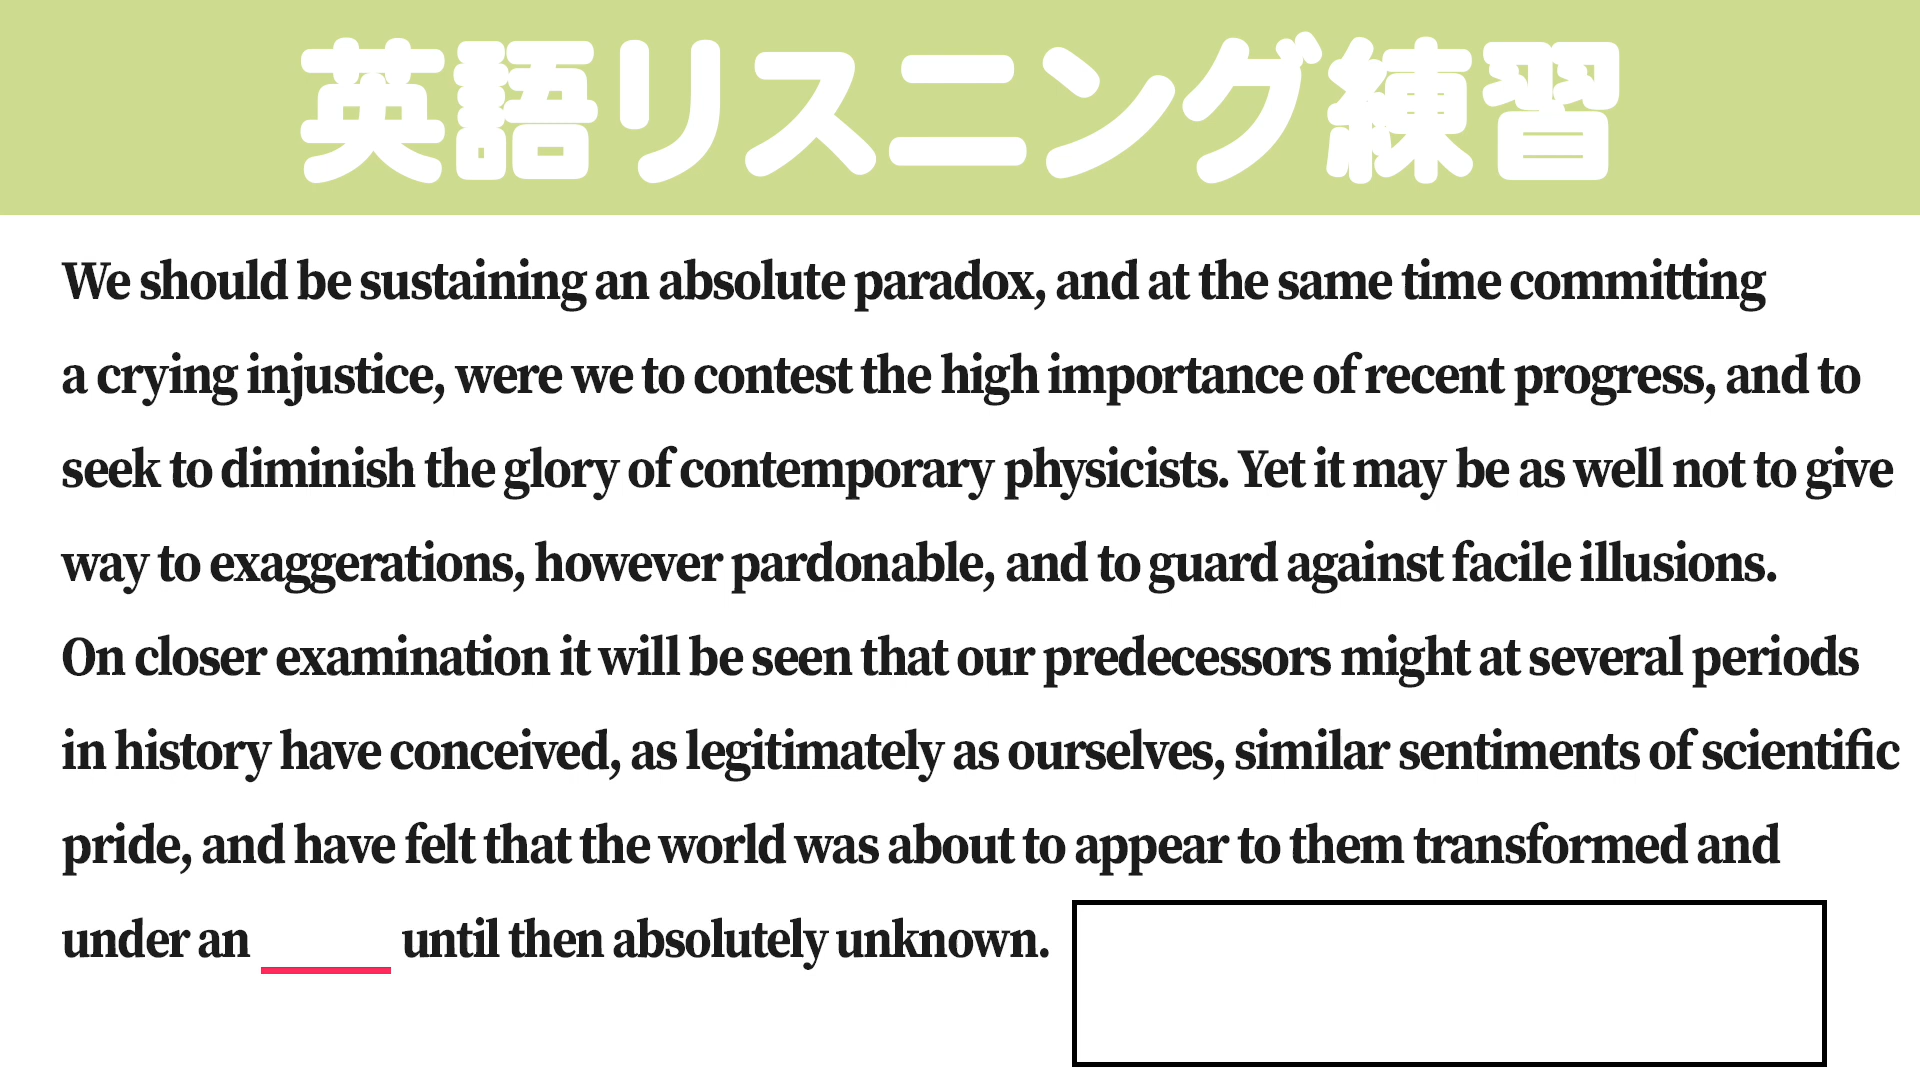 英語リスニング練習
We should be sustaining an absolute paradox, and at the same time committing
a crying injustice, were we to contest the high importance of recent progress, and to
seek to diminish the glory of contemporary physicists. Yet it may be as well not to give
way to exaggerations, however pardonable, and to guard against facile illusions.
On closer examination it will be seen that our predecessors might at several periods
in history have conceived, as legitimately as ourselves, similar sentiments of scientific
pride, and have felt that the world was about to appear to them transformed and
under an _____ until then absolutely unknown.